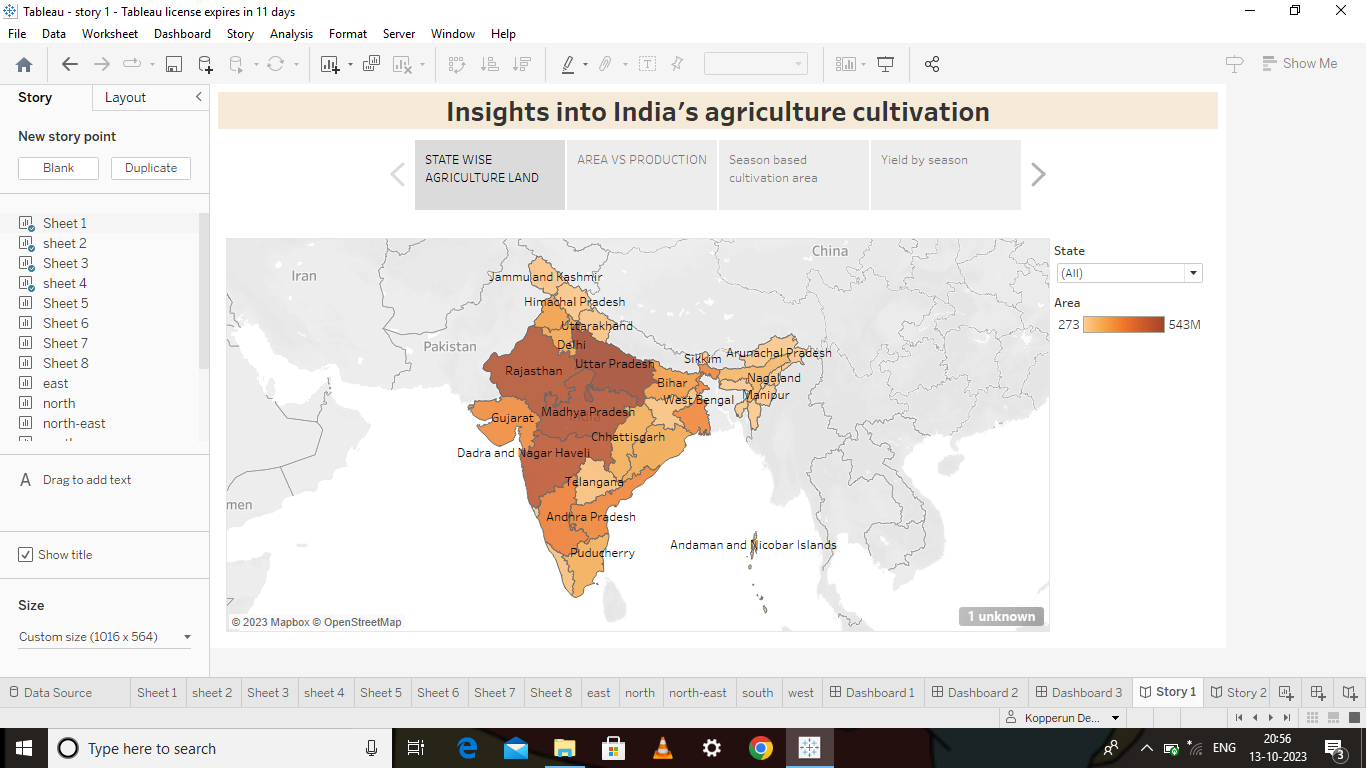 Tableau - story 1 - Tableau license expires in 11 days
File Data Worksheet Dashboard Story Analysis Format Server Window Help
Show Me
Story Layout
New story point
Blank Duplicate
Sheet 1
sheet 2
Sheet 3
sheet 4
Sheet 5
Sheet 6
Sheet 7
Sheet 8
east
north
north-east
A Drag to add text
Show title
Size
Custom size (1016 x 564)
Insights into India’s agriculture cultivation
STATE WISE
AGRICULTURE LAND
AREA VS PRODUCTION
Season based
cultivation area
Yield by season
China
Iran
Jammu and Kashmir
Himachal Pradesh
Uttarakhand
Pakistan
Delhi
Arunachal Pradesh
Sikkim
Uttar Pradesh
Rajasthan
Nagaland
Bihar
Manipur
West Bengal
Madhya Pradesh
Gujarat
Chhattisgarh
Dadra and Nagar Haveli
Telangana
men
Andhra Pradesh
Andaman and Nicobar Islands
Puducherry
© 2023 Mapbox © OpenStreetMap
1 unknown
State
(All)
Area
273 543M
Data Source Sheet 1 sheet 2 Sheet 3 sheet 4 Sheet 5 Sheet 6 Sheet 7 Sheet 8 east north north-east south west Dashboard 1 Dashboard 2 Dashboard 3 Story 1 Story 2
Kopperun De...
Type here to search
ENG
20:56
13-10-2023
3